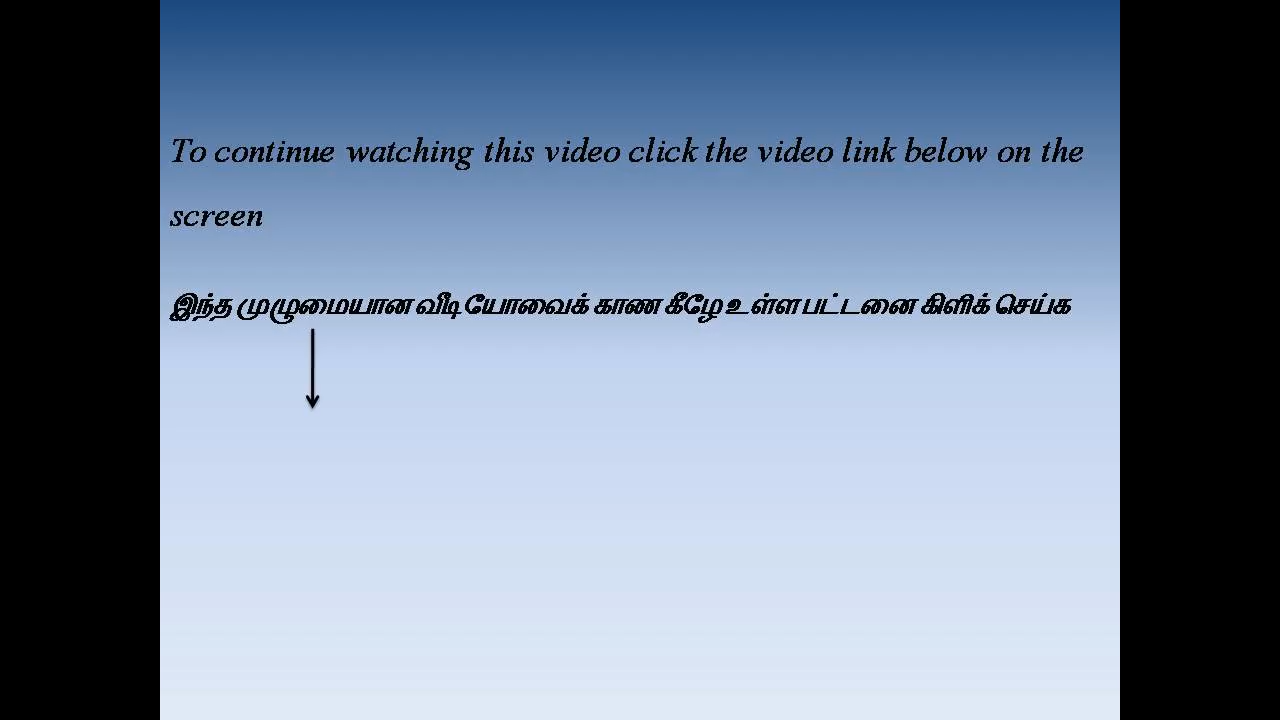 To continue watching this video click the video link below on the
screen
இந்த முழுமையான வீடியோவைக் காண கீழே உள்ள பட்டனை கிளிக் செய்க